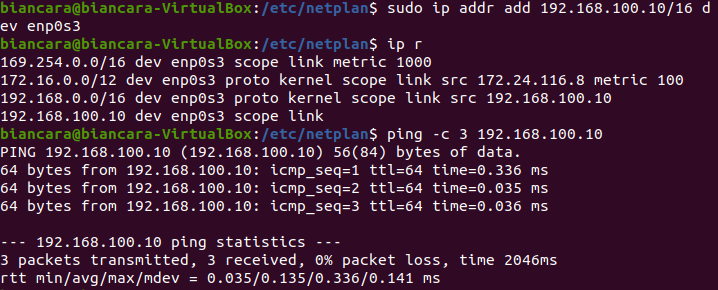 biancara@biancara-VirtualBox:/etc/netplan$ sudo ip addr add 192.168.100.10/16 d
ev enp0s3
biancara@biancara-VirtualBox:/etc/netplan$ ip r
169.254.0.0/16 dev enp0s3 scope link metric 1000
172.16.0.0/12 dev enp0s3 proto kernel scope link src 172.24.116.8 metric 100
192.168.0.0/16 dev enp0s3 proto kernel scope link src 192.168.100.10
192.168.100.10 dev enp0s3 scope link
biancara@biancara-VirtualBox:/etc/netplan$ ping -c 3 192.168.100.10
PING 192.168.100.10 (192.168.100.10) 56(84) bytes of data.
64 bytes from 192.168.100.10: icmp_seq=1 ttl=64 time=0.336 ms
64 bytes from 192.168.100.10: icmp_seq=2 ttl=64 time=0.035 ms
64 bytes from 192.168.100.10: icmp_seq=3 ttl=64 time=0.036 ms

--- 192.168.100.10 ping statistics ---
3 packets transmitted, 3 received, 0% packet loss, time 2046ms
rtt min/avg/max/mdev = 0.035/0.135/0.336/0.141 ms